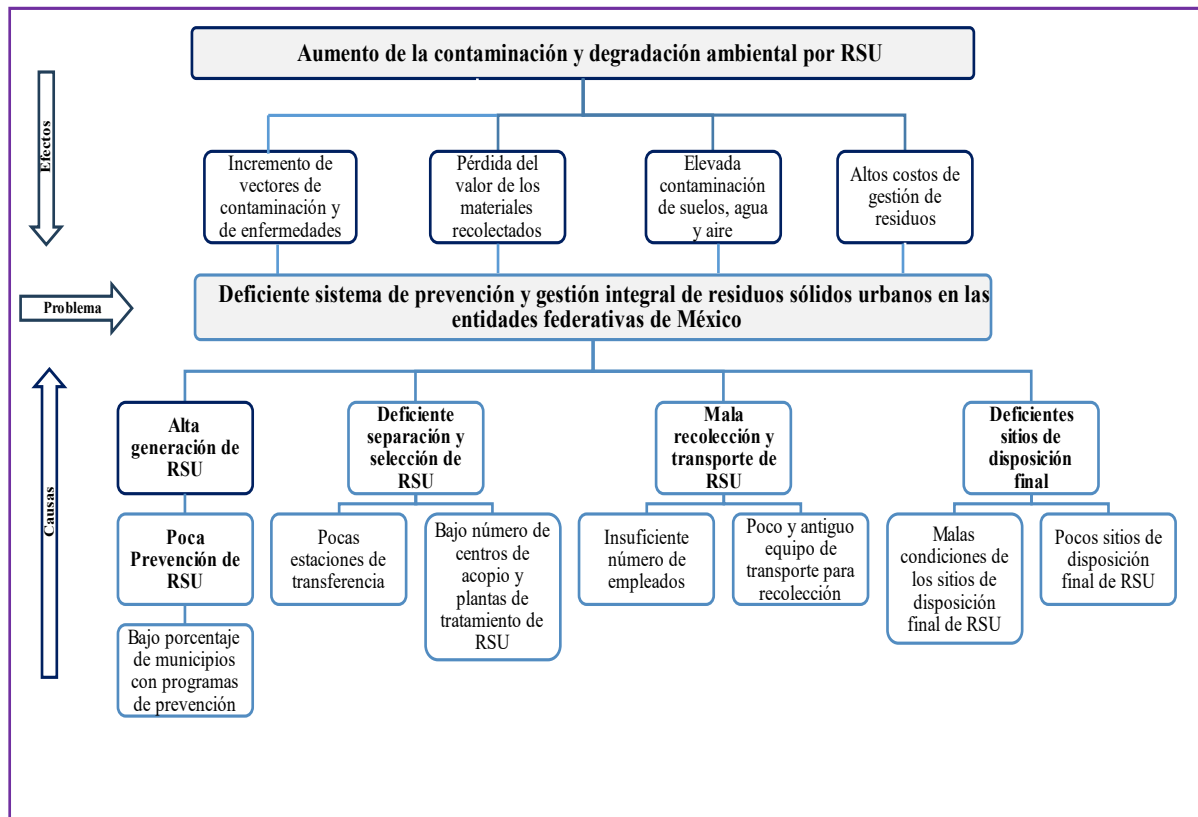 Aumento de la contaminación y degradación ambiental por RSU
Efectos
Incremento de
vectores de
contaminación y
de enfermedades
Pérdida del
valor de los
materiales
recolectados
Elevada
contaminación
de suelos, agua
y aire
Altos costos de
gestión de
residuos
Problema
Deficiente sistema de prevención y gestión integral de residuos sólidos urbanos en las
entidades federativas de México
Causas
Alta
generación de
RSU
Deficiente
separación y
selección de
RSU
Mala
recolección y
transporte de
RSU
Deficientes
sitios de
disposición
final
Poca
Prevención de
RSU
Pocas
estaciones de
transferencia
Bajo número de
centros de
acopio y
plantas de
tratamiento de
RSU
Insuficiente
número de
empleados
Poco y antiguo
equipo de
transporte para
recolección
Malas
condiciones de
los sitios de
disposición
final de RSU
Pocos sitios de
disposición
final de RSU
Bajo porcentaje
de municipios
con programas
de prevención